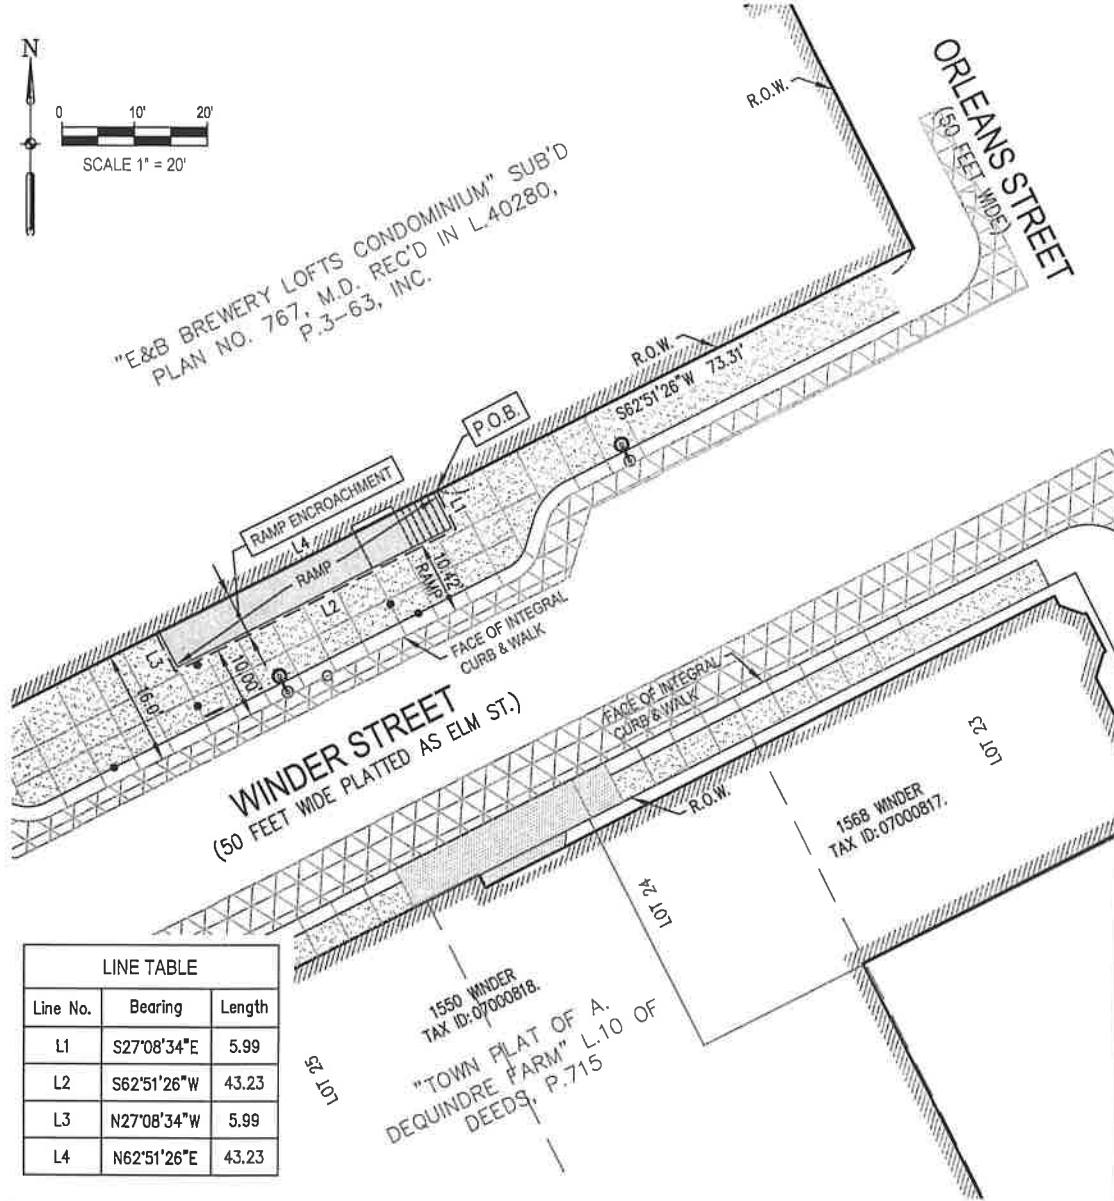 N
0 10' 20'
SCALE 1" = 20'
ORLEANS STREET
(50 FEET WIDE)
R.O.W.
"E&B BREWERY LOFTS CONDOMINIUM" SUB'D
PLAN NO. 767, M.D. REC'D IN L.40280,
P.3-63, INC.
R.O.W.
S62°51'26"W 73.31'
P.O.B.
RAMP ENCROACHMENT
L1
L4
RAMP
L2
10.42'
RAMP
L3
10.00'
16.0'
FACE OF INTEGRAL
CURB & WALK
WINDER STREET
(50 FEET WIDE PLATTED AS ELM ST.)
FACE OF INTEGRAL
CURB & WALK
R.O.W.
LOT 23
1568 WINDER
TAX ID:07000817.
LOT 24
1550 WINDER
TAX ID:07000818.
LOT 25
"TOWN PLAT OF A.
DEQUINDRE FARM" L.10 OF
DEEDS, P.715
LINE TABLE
Line No. Bearing Length
L1 S27°08'34"E 5.99
L2 S62°51'26"W 43.23
L3 N27°08'34"W 5.99
L4 N62°51'26"E 43.23